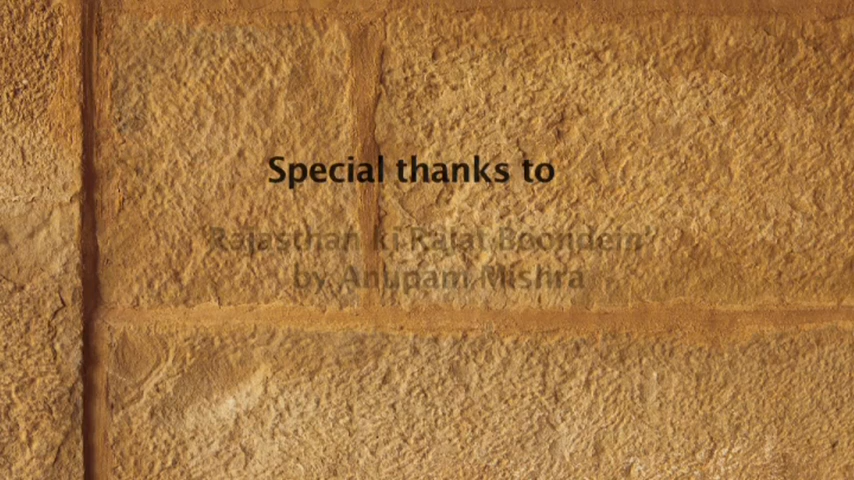 Special thanks to
"Rajasthan ki Rajat Boondein"
by Anupam Mishra